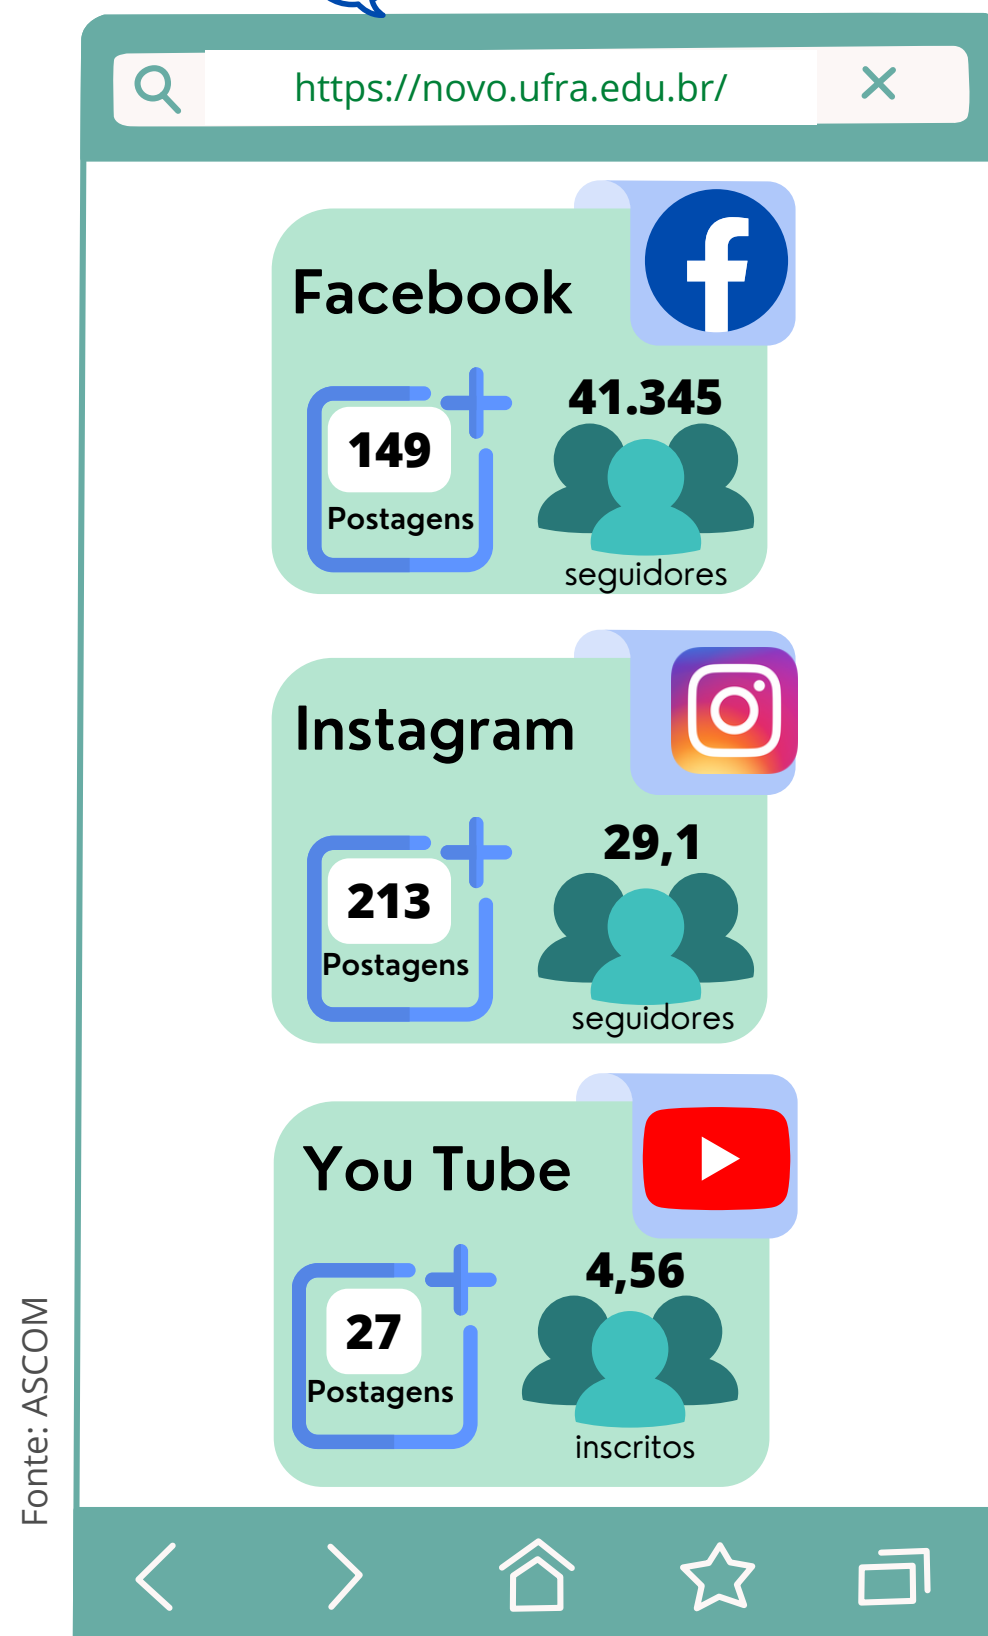 https://novo.ufra.edu.br/
Facebook
41.345
149
Postagens
seguidores
Instagram
29,1
213
Postagens
seguidores
You Tube
4,56
27
Postagens
inscritos
Fonte: ASCOM